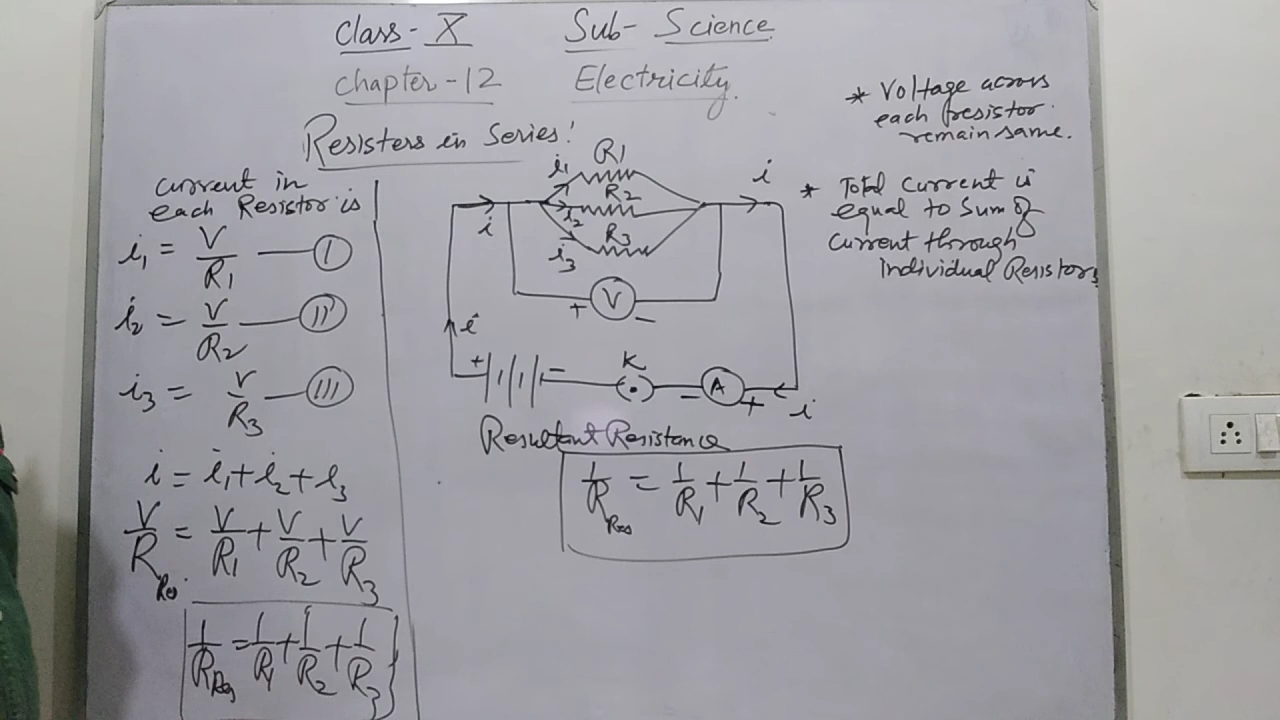 Class - X Sub - Science
Chapter - 12 Electricity
Resisters in Series:
current in
each Resistor is
i₁ = V/R₁ — I
i₂ = V/R₂ — II
i₃ = V/R₃ — III
i = i₁ + i₂ + i₃
V/R Res. = V/R₁ + V/R₂ + V/R₃
1/R Res = 1/R₁ + 1/R₂ + 1/R₃
R1
i₁
R2
i₂
R3
i₃
i
i
V
+ −
i
+ −
K
A
− +
i
Resultant Resistance
1/R Res = 1/R₁ + 1/R₂ + 1/R₃
* Voltage across
each resistor
remain same.
* Total current is
equal to Sum of
current through
individual Resistors